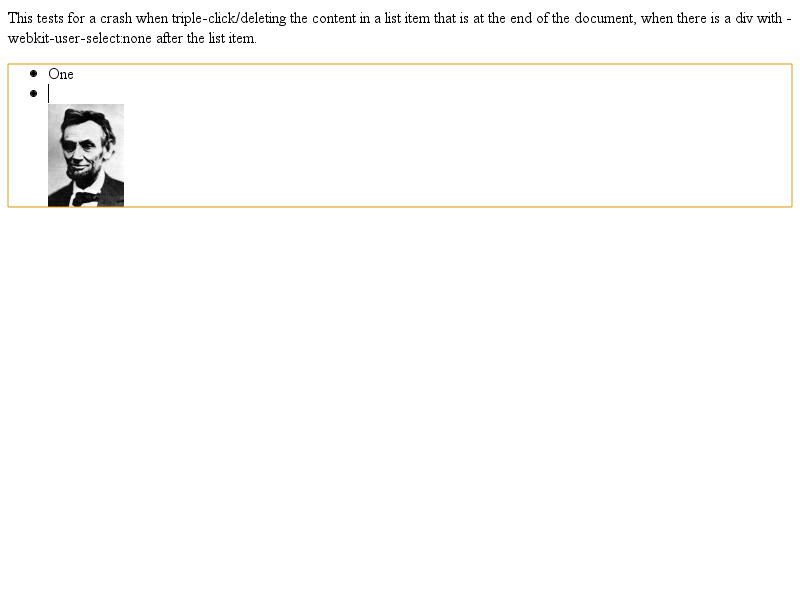 This tests for a crash when triple-click/deleting the content in a list item that is at the end of the document, when there is a div with -
webkit-user-select:none after the list item.
One